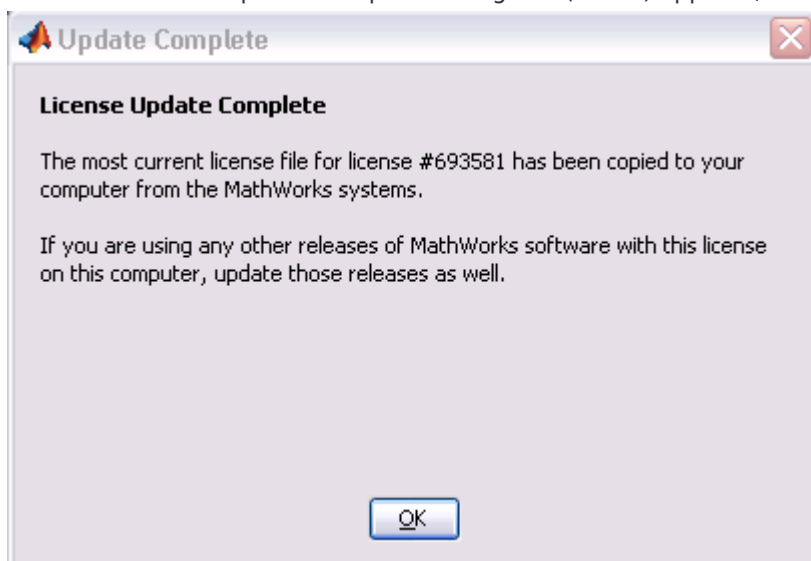 Update Complete
License Update Complete
The most current license file for license #693581 has been copied to your
computer from the MathWorks systems.
If you are using any other releases of MathWorks software with this license
on this computer, update those releases as well.
OK